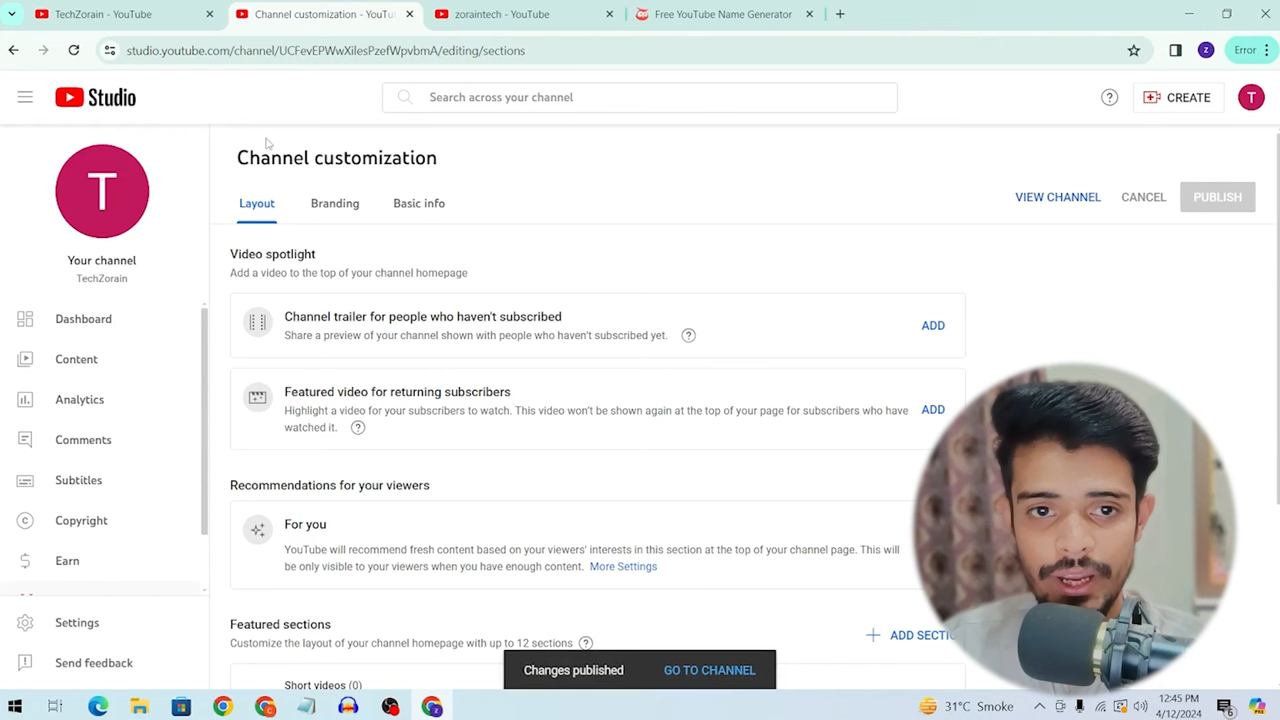 TechZorain - YouTube
Channel customization - YouTu
zoraintech - YouTube
Free YouTube Name Generator
studio.youtube.com/channel/UCFevEPWwXilesPzefWpvbmA/editing/sections
Z
Error
Studio
Search across your channel
CREATE
T
T
Your channel
TechZorain
Dashboard
Content
Analytics
Comments
Subtitles
Copyright
Earn
Settings
Send feedback
Channel customization
Layout
Branding
Basic info
VIEW CHANNEL
CANCEL
PUBLISH
Video spotlight
Add a video to the top of your channel homepage
Channel trailer for people who haven't subscribed
Share a preview of your channel shown with people who haven't subscribed yet.
ADD
Featured video for returning subscribers
Highlight a video for your subscribers to watch. This video won't be shown again at the top of your page for subscribers who have
watched it.
ADD
Recommendations for your viewers
For you
YouTube will recommend fresh content based on your viewers' interests in this section at the top of your channel page. This will
be only visible to your viewers when you have enough content. More Settings
Featured sections
Customize the layout of your channel homepage with up to 12 sections
ADD SECTI
Short videos (0)
Changes published
GO TO CHANNEL
31°C Smoke
12:45 PM
4/12/2024
6